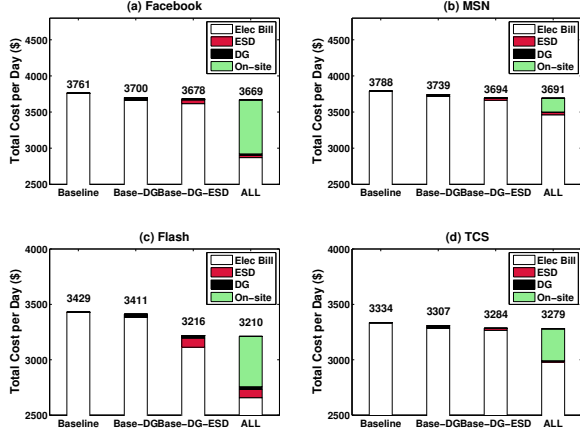 (a) Facebook
Total Cost per Day ($)
4500
4000
3500
3000
2500
3761
3700
3678
3669
Elec Bill
ESD
DG
On-site
Baseline
Base-DG
Base-DG-ESD
ALL
(b) MSN
Total Cost per Day ($)
4500
4000
3500
3000
2500
3788
3739
3694
3691
Elec Bill
ESD
DG
On-site
Baseline
Base-DG
Base-DG-ESD
ALL
(c) Flash
Total Cost per Day ($)
4000
3500
3000
2500
3429
3411
3216
3210
Elec Bill
ESD
DG
On-site
Baseline
Base-DG
Base-DG-ESD
ALL
(d) TCS
Total Cost per Day ($)
4000
3500
3000
2500
3334
3307
3284
3279
Elec Bill
ESD
DG
On-site
Baseline
Base-DG
Base-DG-ESD
ALL